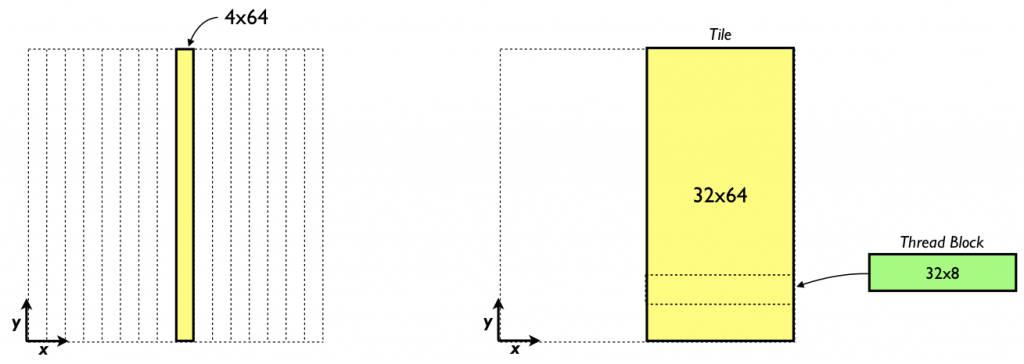 4x64
y
x
Tile
32x64
y
x
Thread Block
32x8